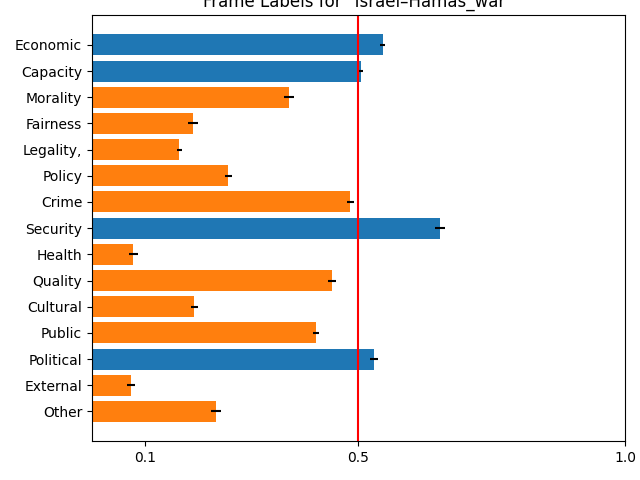 Frame Labels for "Israel–Hamas_war"
Economic
Capacity
Morality
Fairness
Legality,
Policy
Crime
Security
Health
Quality
Cultural
Public
Political
External
Other
0.1 0.5 1.0